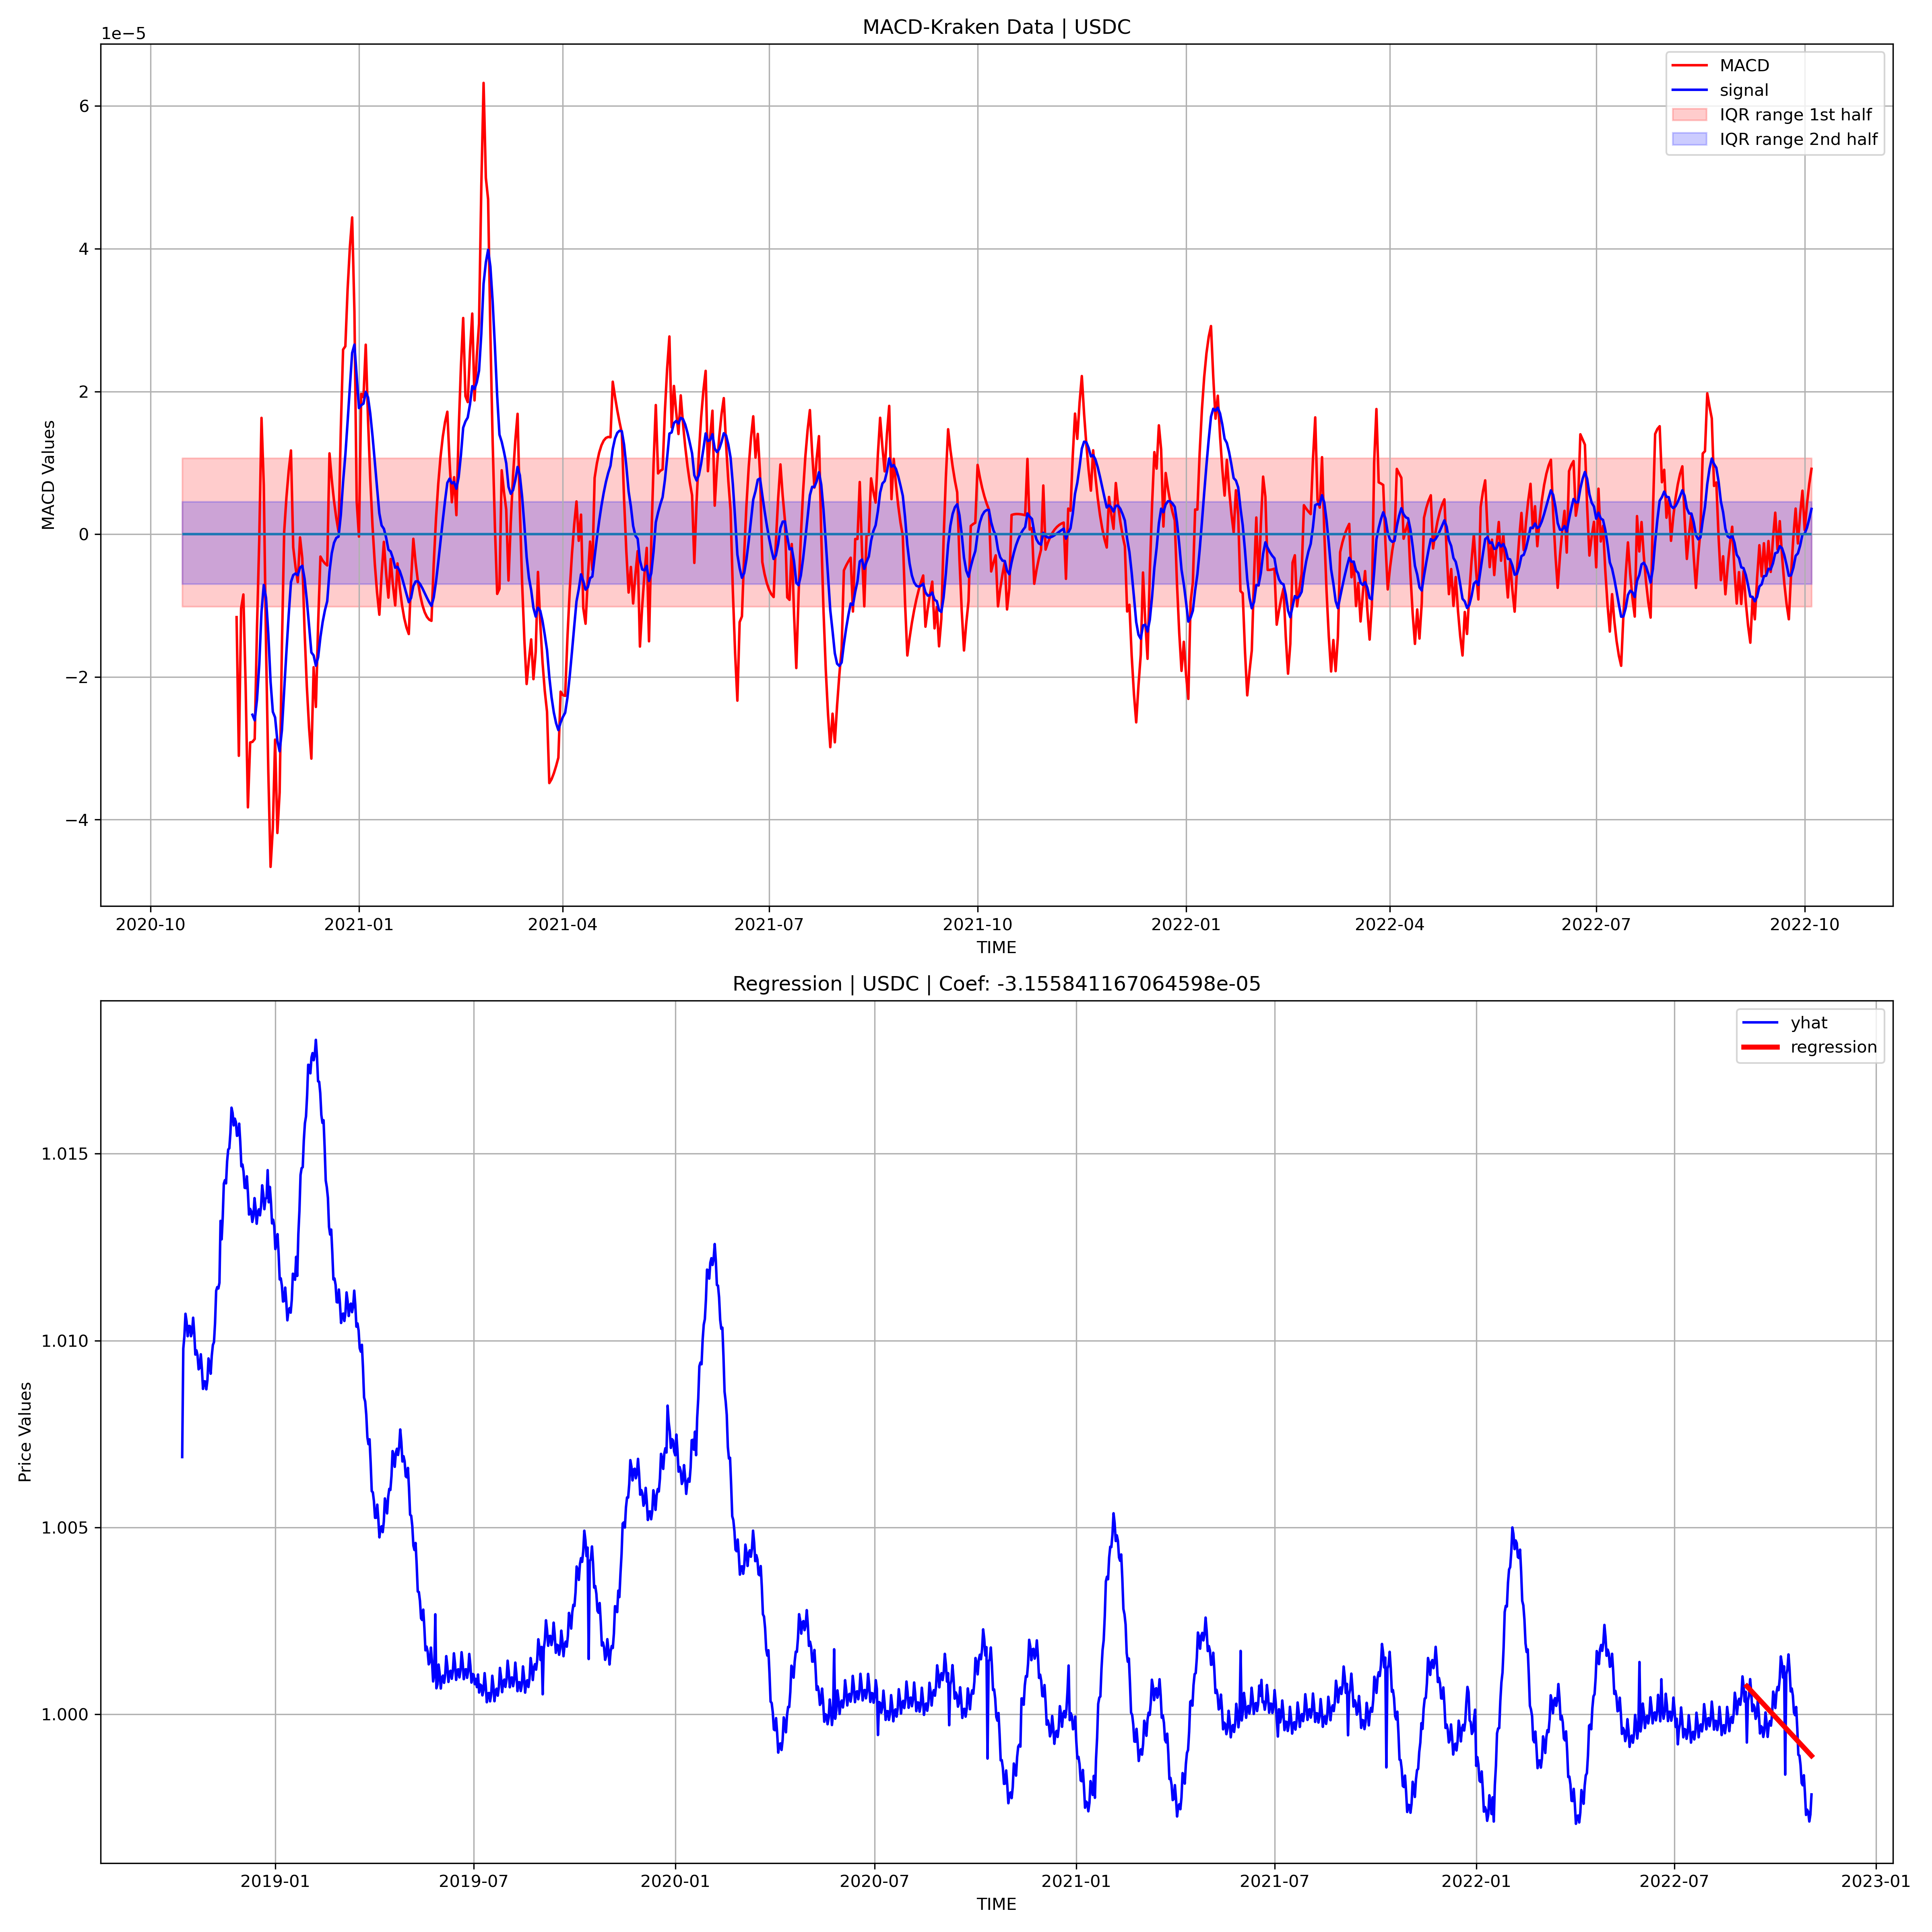 MACD-Kraken Data | USDC
1e−5
MACD
signal
IQR range 1st half
IQR range 2nd half
6
4
2
0
−2
−4
MACD Values
2020-10
2021-01
2021-04
2021-07
2021-10
2022-01
2022-04
2022-07
2022-10
TIME
Regression | USDC | Coef: -3.155841167064598e-05
yhat
regression
1.015
1.010
1.005
1.000
Price Values
2019-01
2019-07
2020-01
2020-07
2021-01
2021-07
2022-01
2022-07
2023-01
TIME